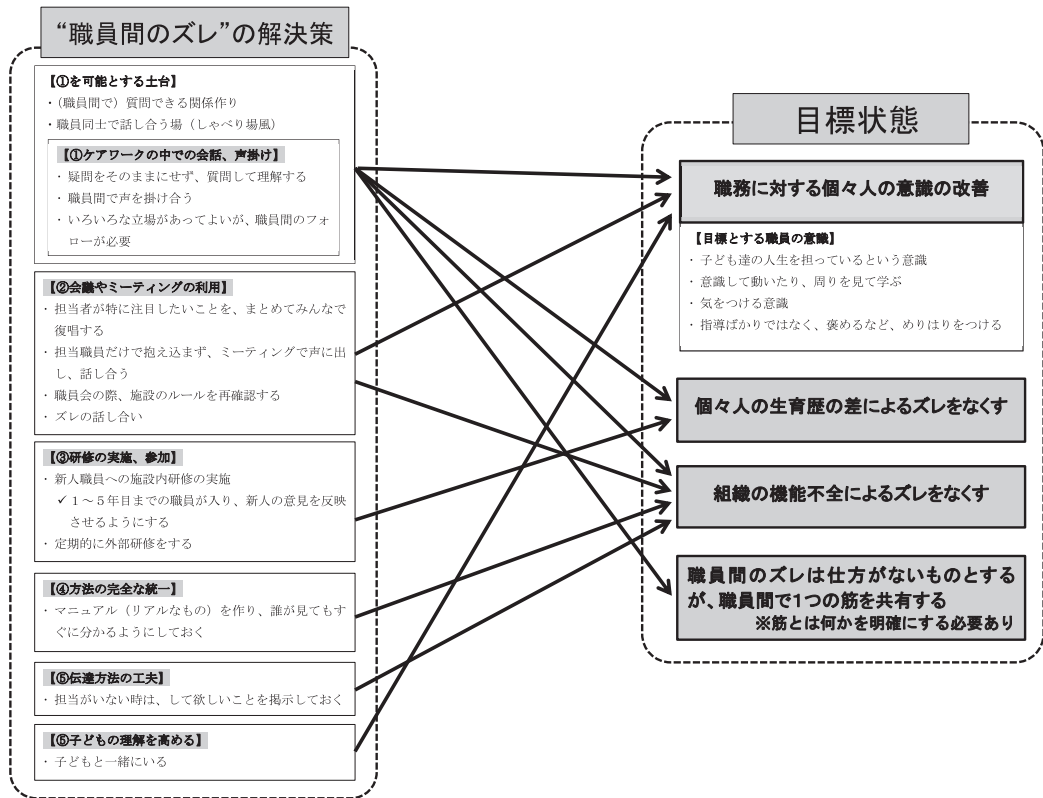 “職員間のズレ”の解決策
【①を可能とする土台】
・（職員間で）質問できる関係作り
・職員同士で話し合う場（しゃべり場風）
【①ケアワークの中での会話、声掛け】
・疑問をそのままにせず、質問して理解する
・職員間で声を掛け合う
・いろいろな立場があってよいが、職員間のフォ
ローが必要
【②会議やミーティングの利用】
・担当者が特に注目したいことを、まとめてみんなで
復唱する
・担当職員だけで抱え込まず、ミーティングで声に出
し、話し合う
・職員会の際、施設のルールを再確認する
・ズレの話し合い
【③研修の実施、参加】
・新人職員への施設内研修の実施
✓１～５年目までの職員が入り、新人の意見を反映
させるようにする
・定期的に外部研修をする
【④方法の完全な統一】
・マニュアル（リアルなもの）を作り、誰が見てもす
ぐに分かるようにしておく
【⑤伝達方法の工夫】
・担当がいない時は、して欲しいことを掲示しておく
【⑤子どもの理解を高める】
・子どもと一緒にいる
目標状態
職務に対する個々人の意識の改善
【目標とする職員の意識】
・子ども達の人生を担っているという意識
・意識して動いたり、周りを見て学ぶ
・気をつける意識
・指導ばかりではなく、褒めるなど、めりはりをつける
個々人の生育歴の差によるズレをなくす
組織の機能不全によるズレをなくす
職員間のズレは仕方がないものとする
が、職員間で1つの筋を共有する
※筋とは何かを明確にする必要あり